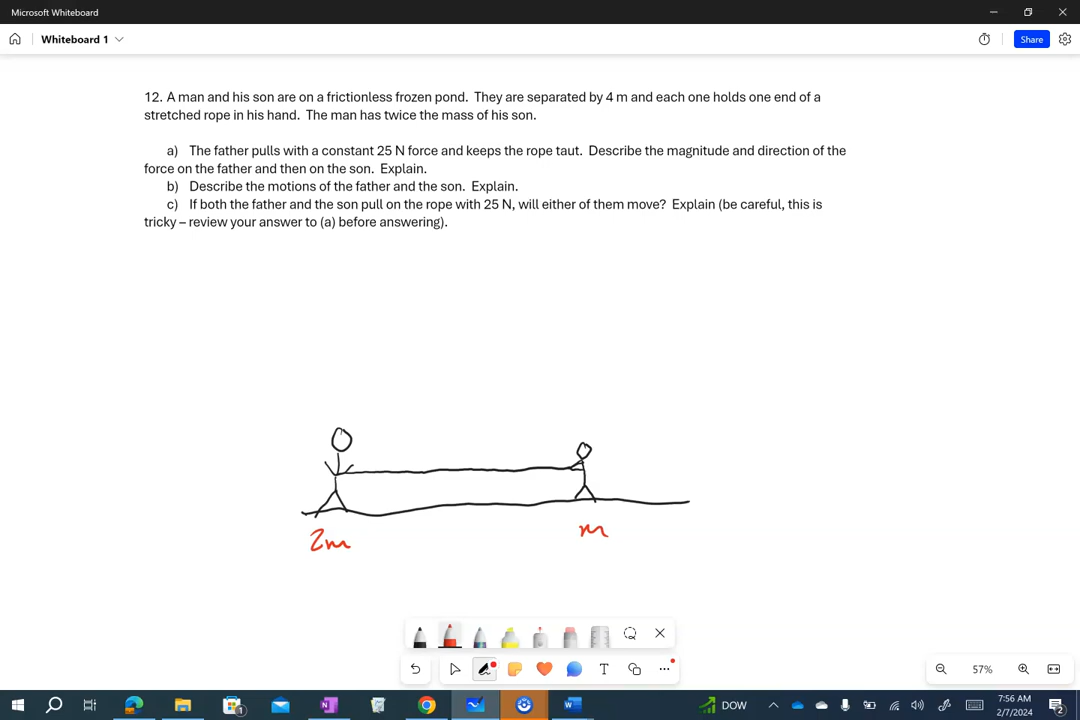 Microsoft Whiteboard
Whiteboard 1
Share
12. A man and his son are on a frictionless frozen pond. They are separated by 4 m and each one holds one end of a
stretched rope in his hand. The man has twice the mass of his son.
a) The father pulls with a constant 25 N force and keeps the rope taut. Describe the magnitude and direction of the
force on the father and then on the son. Explain.
b) Describe the motions of the father and the son. Explain.
c) If both the father and the son pull on the rope with 25 N, will either of them move? Explain (be careful, this is
tricky – review your answer to (a) before answering).
2m
m
T
57%
DOW
7:56 AM
2/7/2024